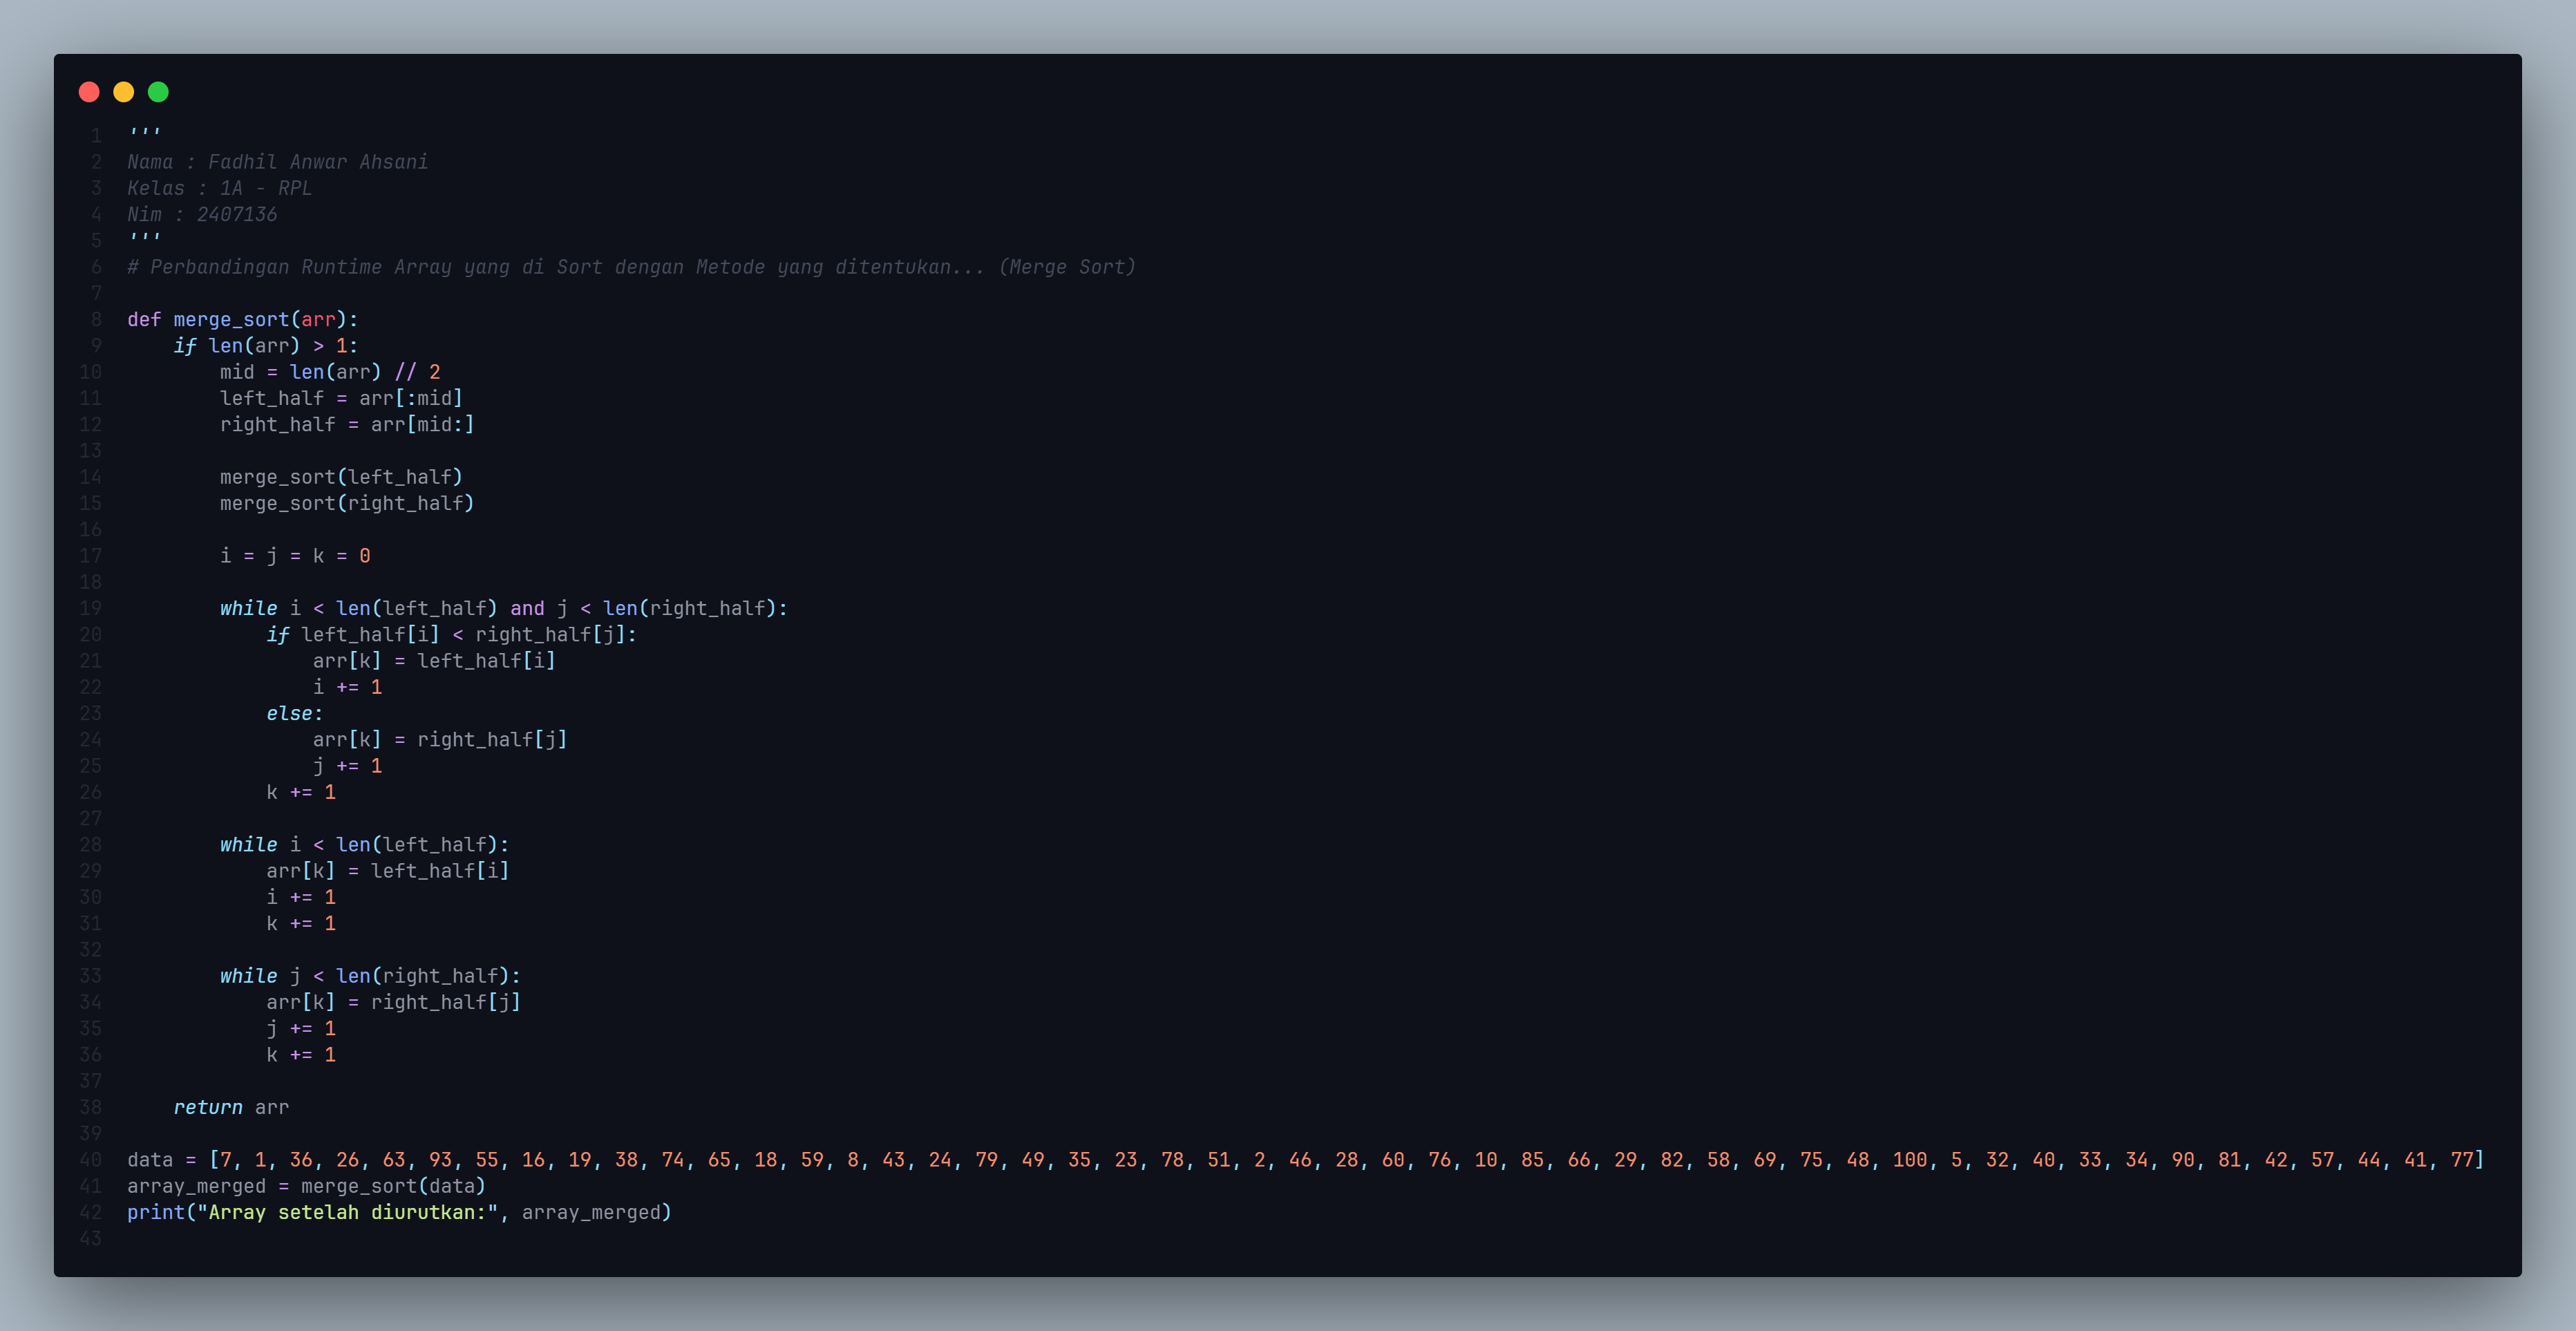 1 '''
2 Nama : Fadhil Anwar Ahsani
3 Kelas : 1A - RPL
4 Nim : 2407136
5 '''
6 # Perbandingan Runtime Array yang di Sort dengan Metode yang ditentukan... (Merge Sort)
7
8 def merge_sort(arr):
9     if len(arr) > 1:
10         mid = len(arr) // 2
11         left_half = arr[:mid]
12         right_half = arr[mid:]
13
14         merge_sort(left_half)
15         merge_sort(right_half)
16
17         i = j = k = 0
18
19         while i < len(left_half) and j < len(right_half):
20             if left_half[i] < right_half[j]:
21                 arr[k] = left_half[i]
22                 i += 1
23             else:
24                 arr[k] = right_half[j]
25                 j += 1
26             k += 1
27
28         while i < len(left_half):
29             arr[k] = left_half[i]
30             i += 1
31             k += 1
32
33         while j < len(right_half):
34             arr[k] = right_half[j]
35             j += 1
36             k += 1
37
38     return arr
39
40 data = [7, 1, 36, 26, 63, 93, 55, 16, 19, 38, 74, 65, 18, 59, 8, 43, 24, 79, 49, 35, 23, 78, 51, 2, 46, 28, 60, 76, 10, 85, 66, 29, 82, 58, 69, 75, 48, 100, 5, 32, 40, 33, 34, 90, 81, 42, 57, 44, 41, 77]
41 array_merged = merge_sort(data)
42 print("Array setelah diurutkan:", array_merged)
43